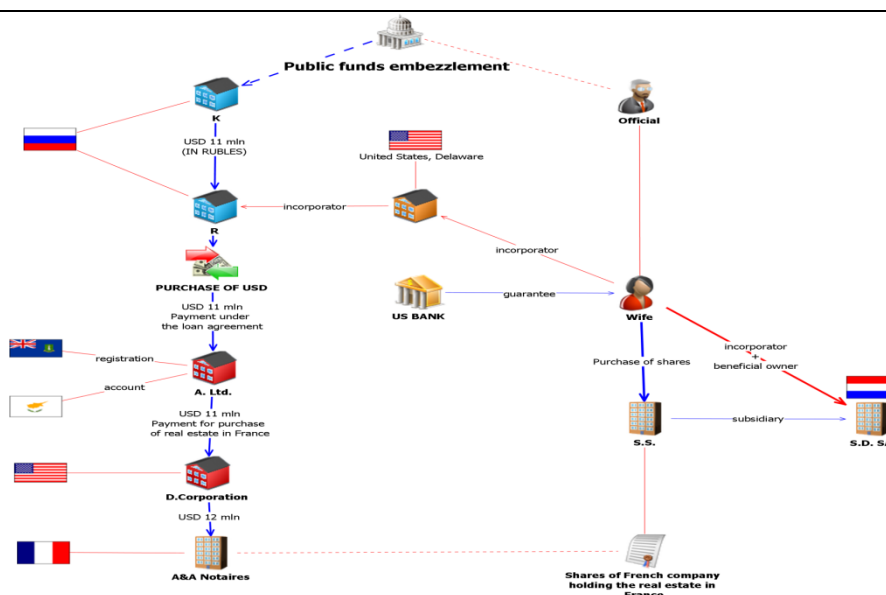 Public funds embezzlement
K
Official
USD 11 mln
(IN RUBLES)
United States, Delaware
incorporator
R
incorporator
PURCHASE OF USD
US BANK
guarantee
Wife
USD 11 mln
Payment under
the loan agreement
registration
account
A. Ltd.
Purchase of shares
incorporator
+
beneficial owner
USD 11 mln
Payment for purchase
of real estate in France
S.S.
subsidiary
S.D. SA
D.Corporation
USD 12 mln
A&A Notaires
Shares of French company
holding the real estate in
France